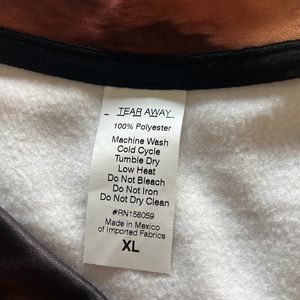 TEAR AWAY
100% Polyester
Machine Wash
Cold Cycle
Tumble Dry
Low Heat
Do Not Bleach
Do Not Iron
Do Not Dry Clean
#RN156059
Made in Mexico
of Imported Fabrics
XL